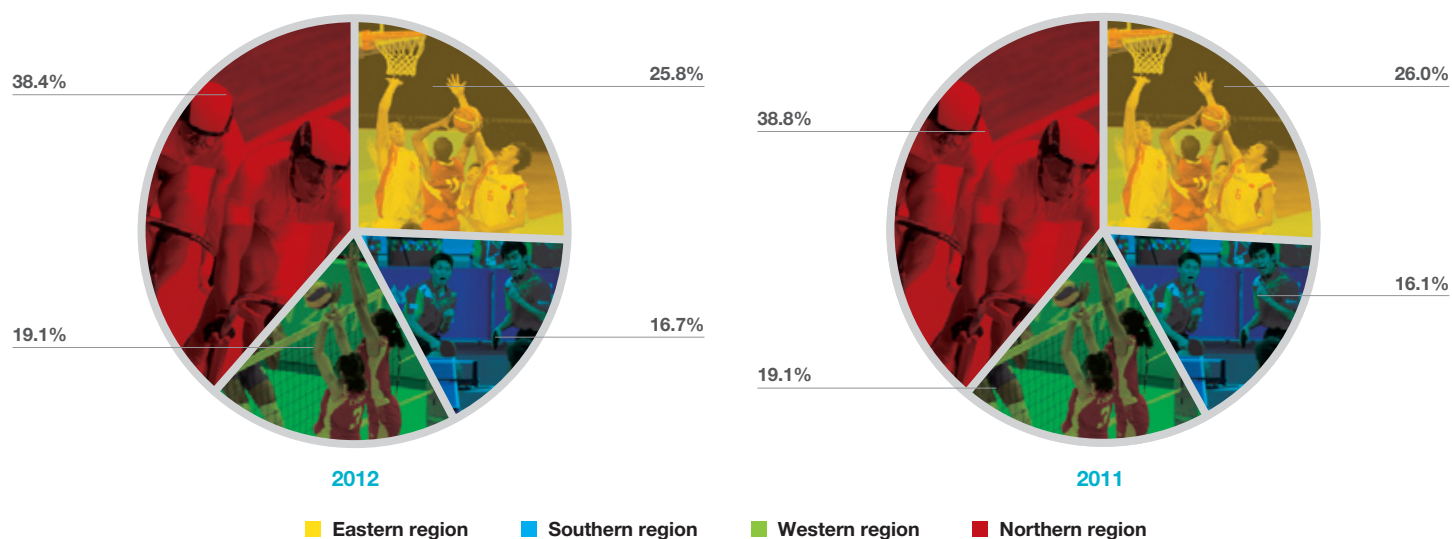 38.4%
25.8%
19.1%
16.7%
2012
38.8%
26.0%
19.1%
16.1%
2011
Eastern region
Southern region
Western region
Northern region